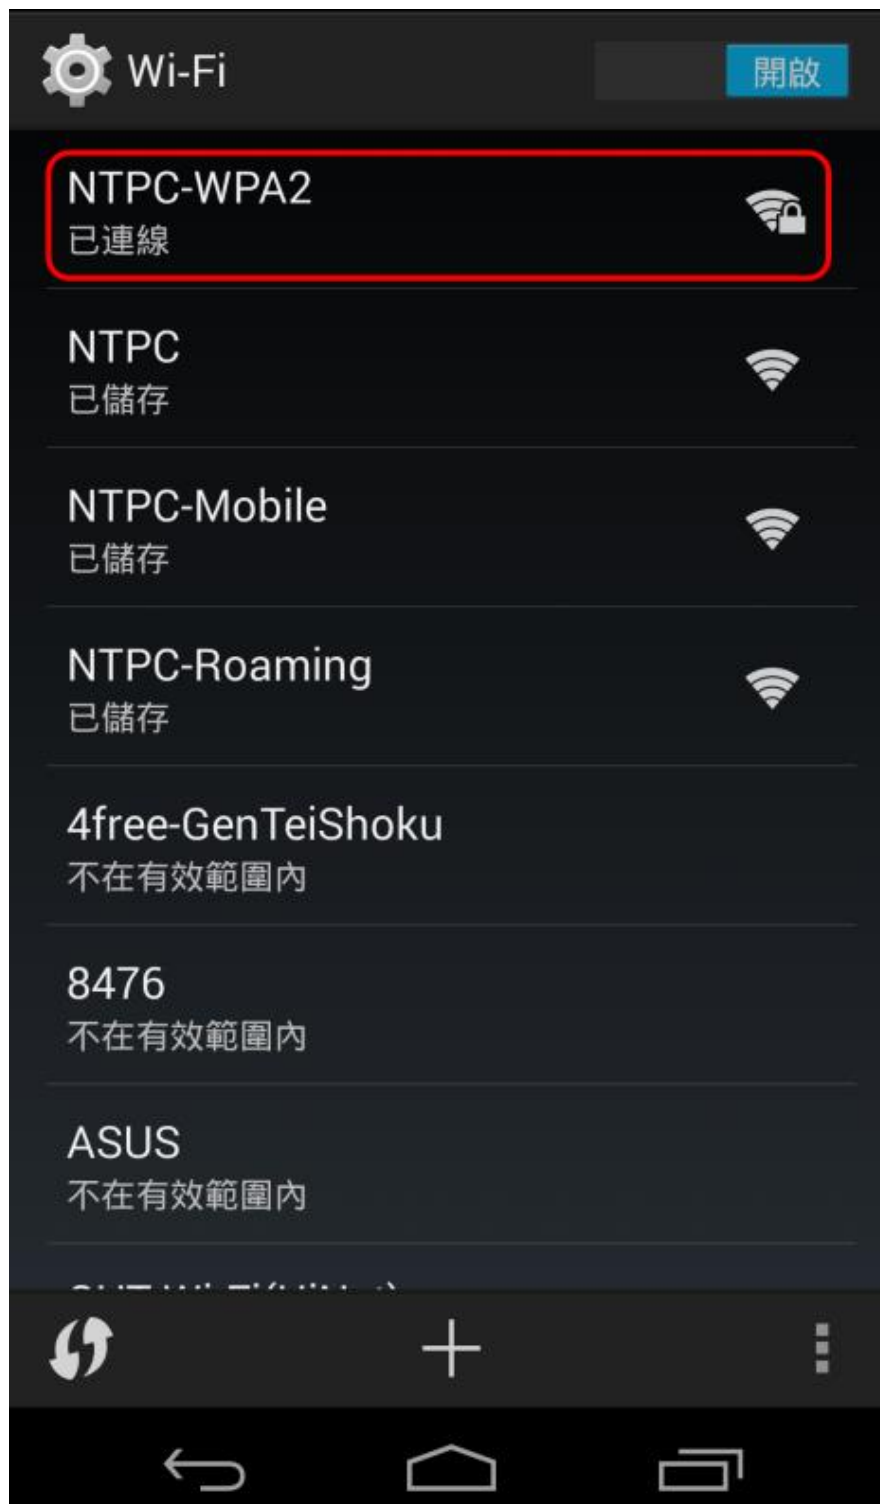 Wi-Fi
開啟
NTPC-WPA2
已連線
NTPC
已儲存
NTPC-Mobile
已儲存
NTPC-Roaming
已儲存
4free-GenTeiShoku
不在有效範圍內
8476
不在有效範圍內
ASUS
不在有效範圍內